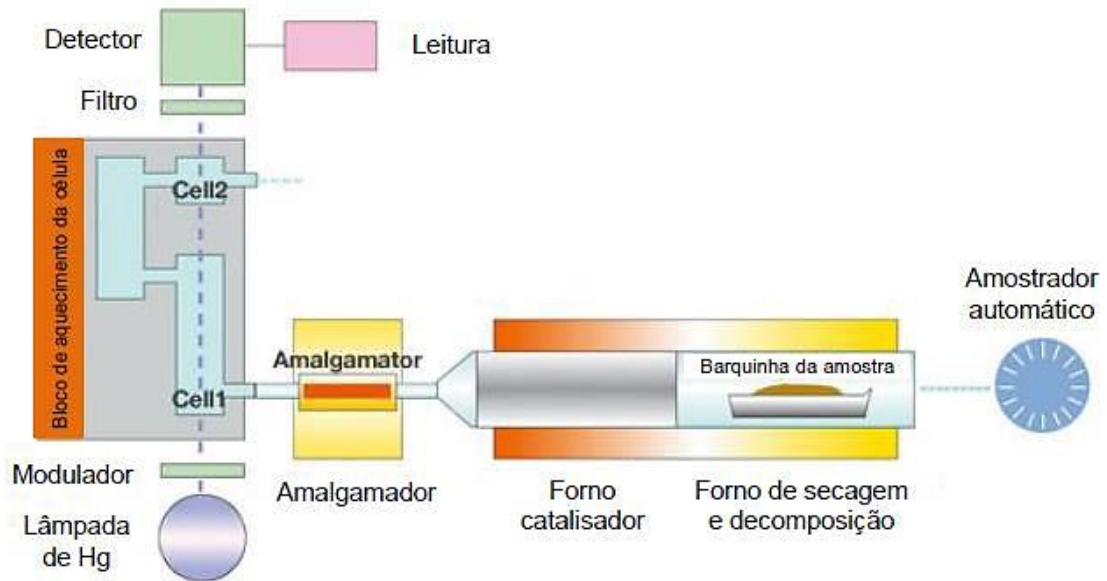 Detector
Leitura
Filtro
Bloco de aquecimento da célula
Cell2
Amostrador
automático
Amalgamator
Barquinha da amostra
Cell1
Modulador
Amalgamador
Forno
catalisador
Forno de secagem
e decomposição
Lâmpada
de Hg